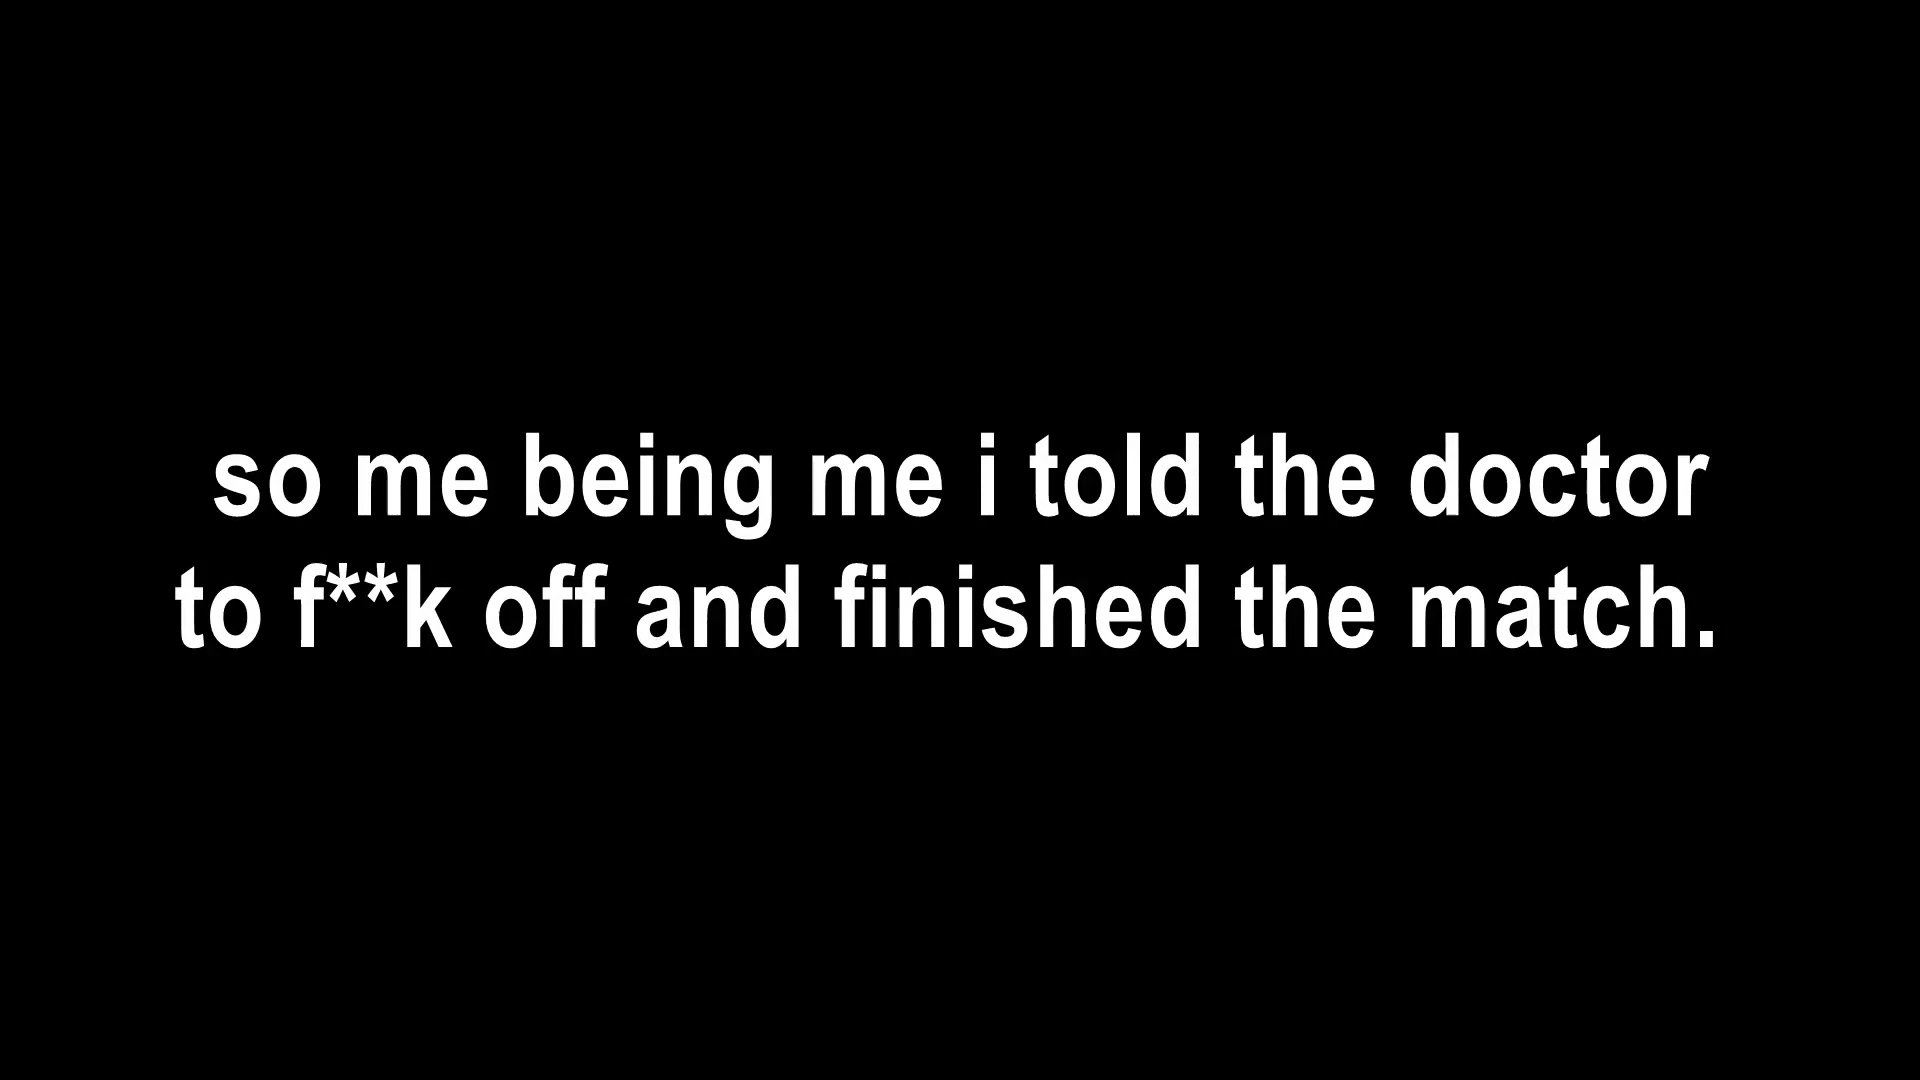 so me being me i told the doctor
to f**k off and finished the match.